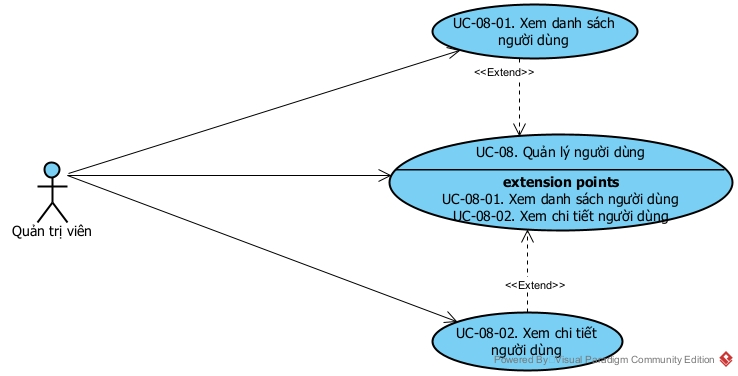 UC-08-01. Xem danh sách
người dùng
<<Extend>>
UC-08. Quản lý người dùng
extension points
UC-08-01. Xem danh sách người dùng
UC-08-02. Xem chi tiết người dùng
Quản trị viên
<<Extend>>
UC-08-02. Xem chi tiết
người dùng
Powered By: Visual Paradigm Community Edition